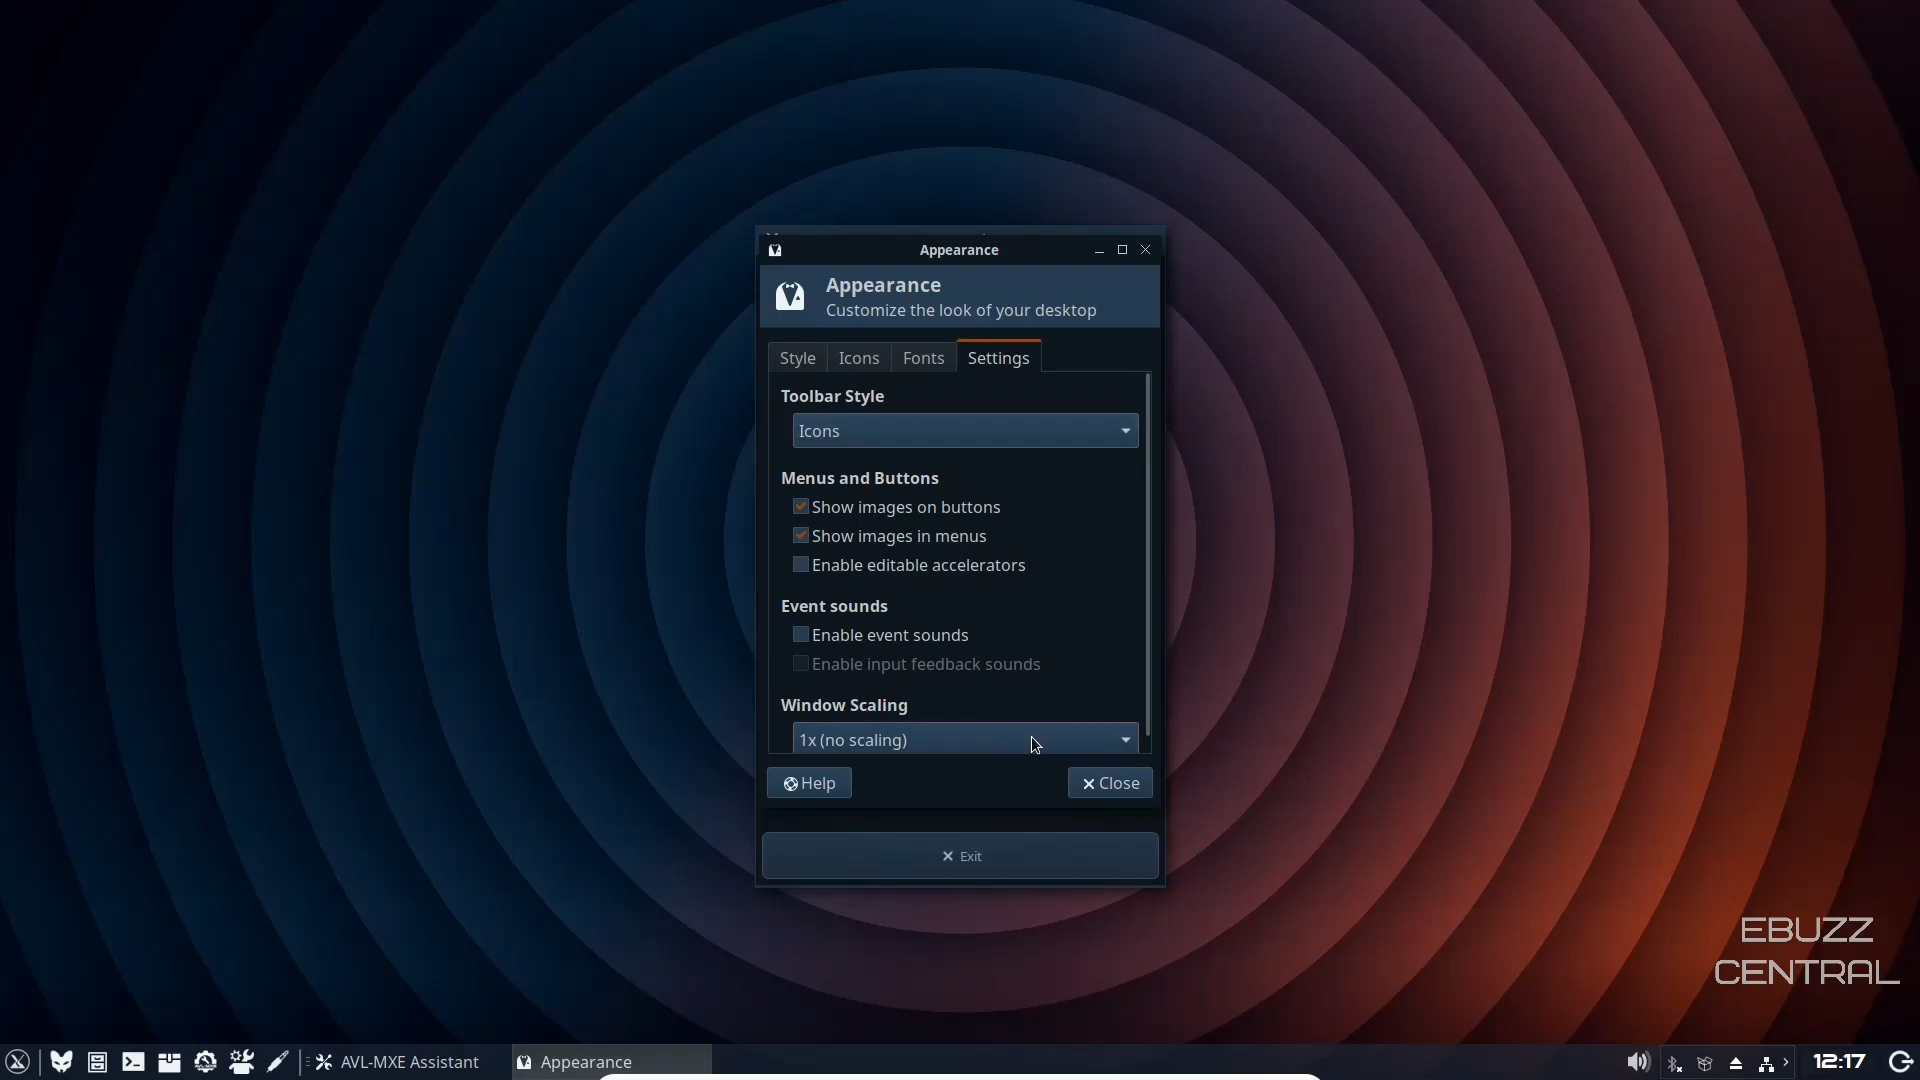 Appearance
Appearance
Customize the look of your desktop
Style Icons Fonts Settings
Toolbar Style
Icons
Menus and Buttons
Show images on buttons
Show images in menus
Enable editable accelerators
Event sounds
Enable event sounds
Enable input feedback sounds
Window Scaling
1x (no scaling)
Help Close
Exit
EBUZZ
CENTRAL
AVL-MXE Assistant Appearance 12:17